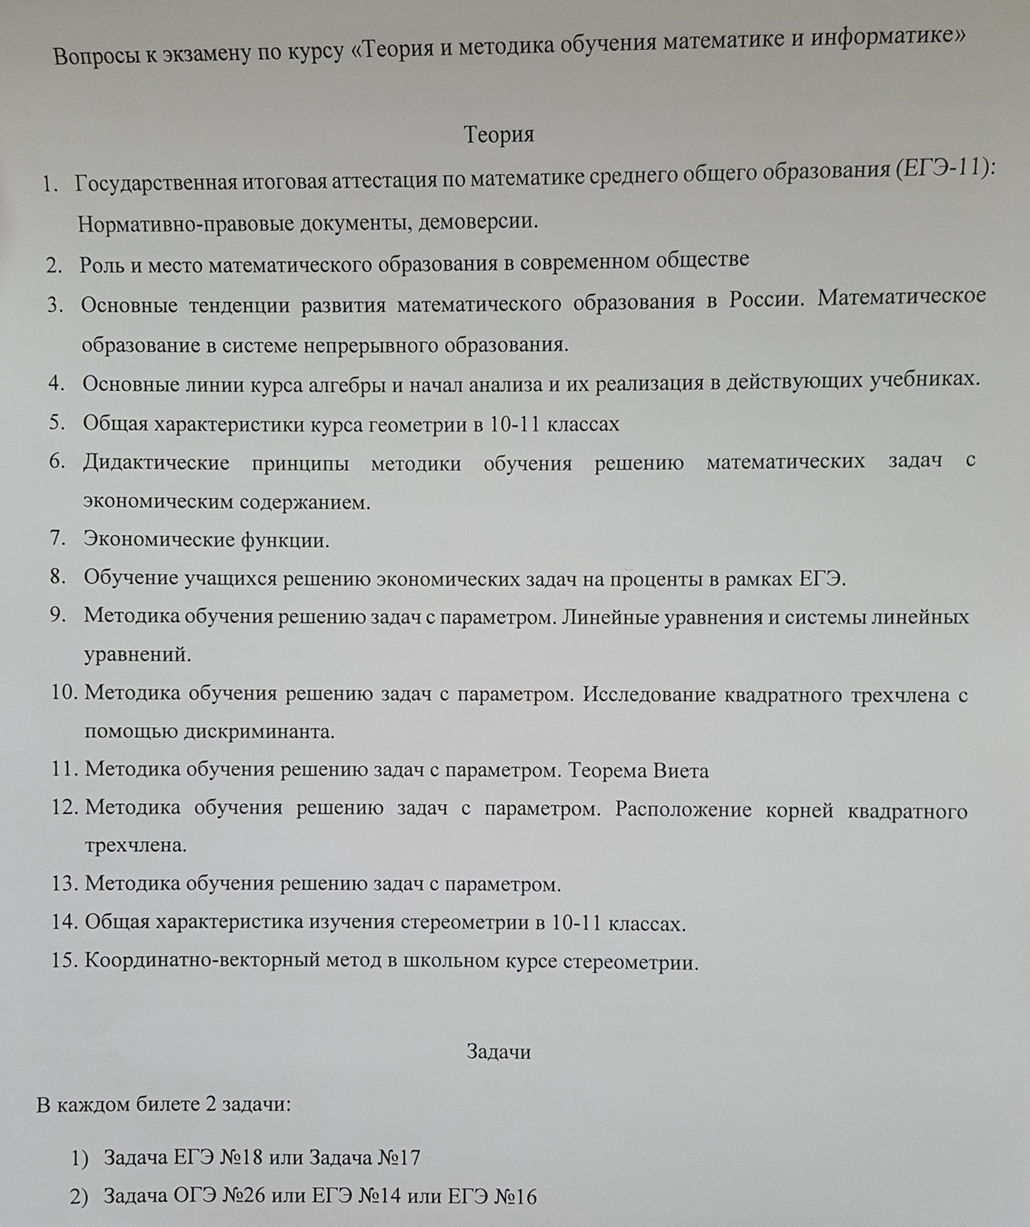 Вопросы к экзамену по курсу «Теория и методика обучения математике и информатике»
Теория
1. Государственная итоговая аттестация по математике среднего общего образования (ЕГЭ-11):
Нормативно-правовые документы, демоверсии.
2. Роль и место математического образования в современном обществе
3. Основные тенденции развития математического образования в России. Математическое
образование в системе непрерывного образования.
4. Основные линии курса алгебры и начал анализа и их реализация в действующих учебниках.
5. Общая характеристики курса геометрии в 10-11 классах
6. Дидактические принципы методики обучения решению математических задач с
экономическим содержанием.
7. Экономические функции.
8. Обучение учащихся решению экономических задач на проценты в рамках ЕГЭ.
9. Методика обучения решению задач с параметром. Линейные уравнения и системы линейных
уравнений.
10. Методика обучения решению задач с параметром. Исследование квадратного трехчлена с
помощью дискриминанта.
11. Методика обучения решению задач с параметром. Теорема Виета
12. Методика обучения решению задач с параметром. Расположение корней квадратного
трехчлена.
13. Методика обучения решению задач с параметром.
14. Общая характеристика изучения стереометрии в 10-11 классах.
15. Координатно-векторный метод в школьном курсе стереометрии.
Задачи
В каждом билете 2 задачи:
1) Задача ЕГЭ №18 или Задача №17
2) Задача ОГЭ №26 или ЕГЭ №14 или ЕГЭ №16